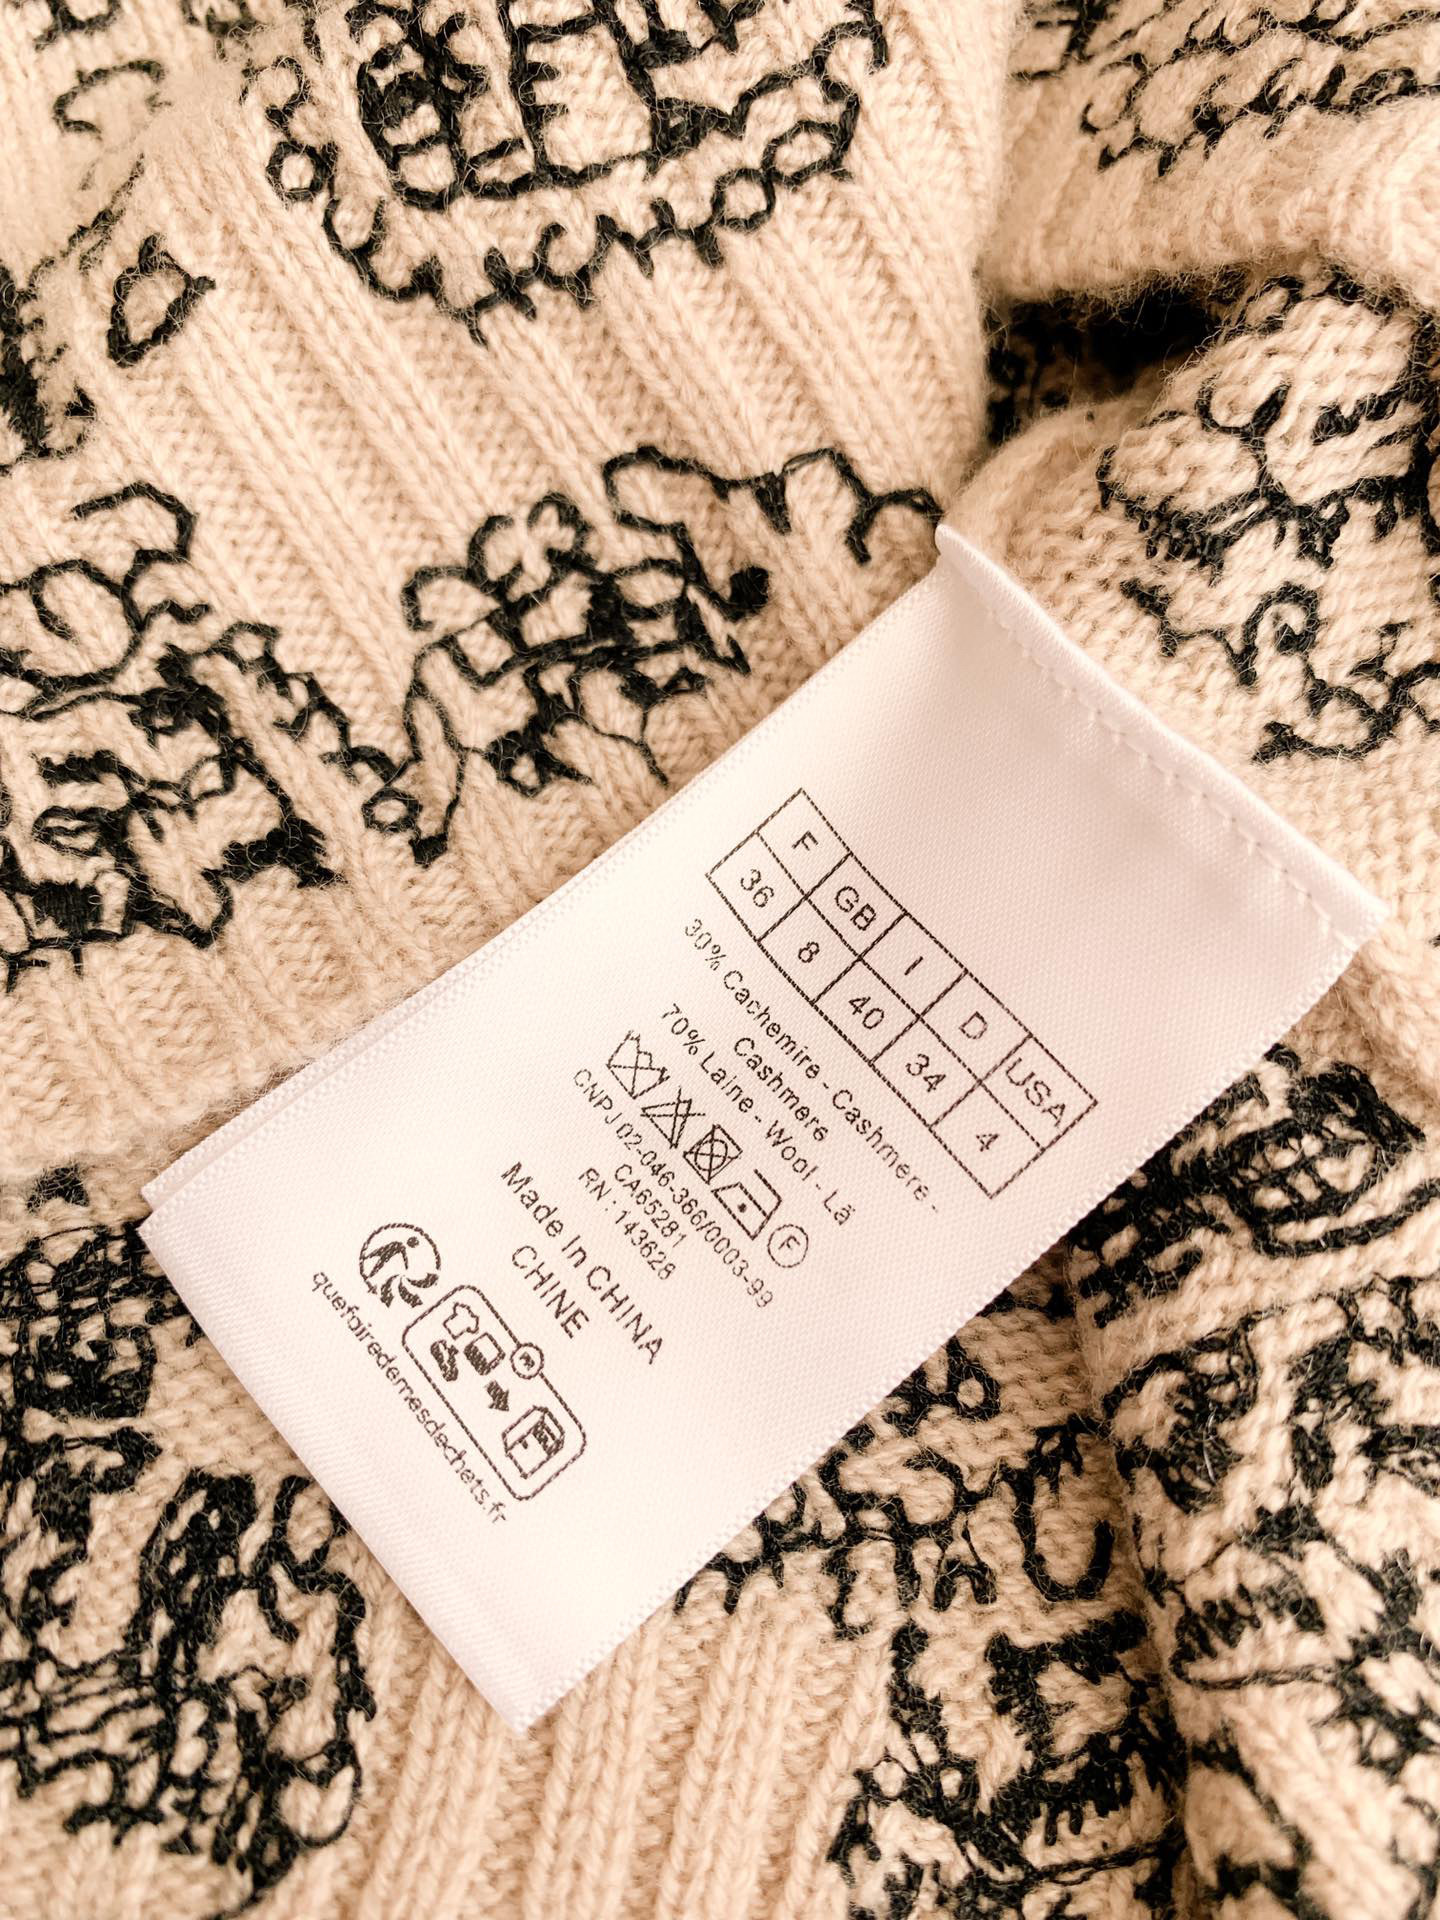 F GB I D USA
36 8 40 34 4
30% Cachemire - Cashmere -
Cashmere
70% Laine - Wool - Lã
F
CNPJ 02-046-366/0003-99
CA65281
RN : 143628
Made In CHINA
CHINE
FR
quefairedemesdechets.fr